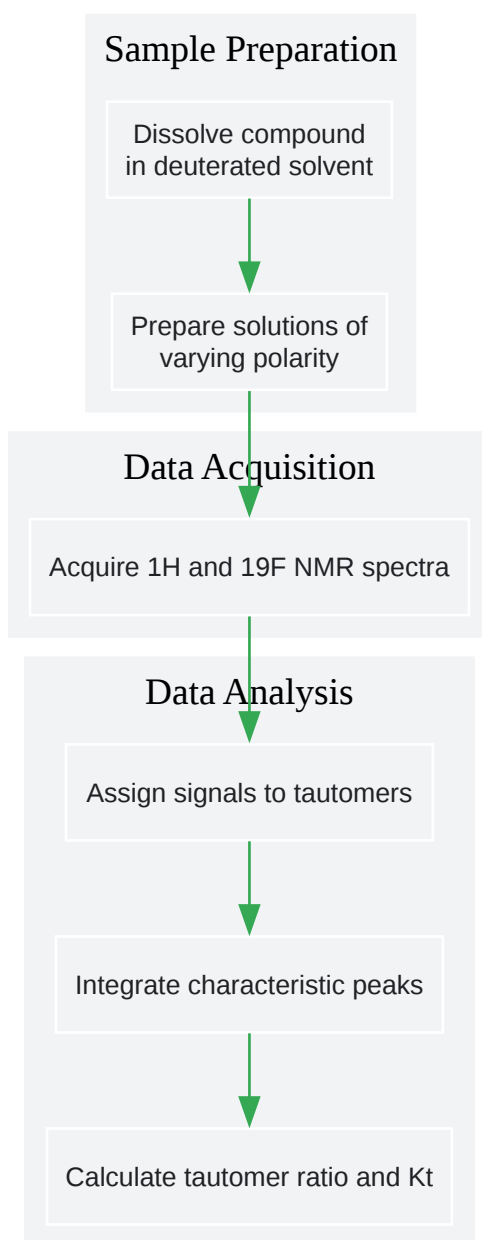 Sample Preparation
Dissolve compound
in deuterated solvent
Prepare solutions of
varying polarity
Data Acquisition
Acquire 1H and 19F NMR spectra
Data Analysis
Assign signals to tautomers
Integrate characteristic peaks
Calculate tautomer ratio and Kt